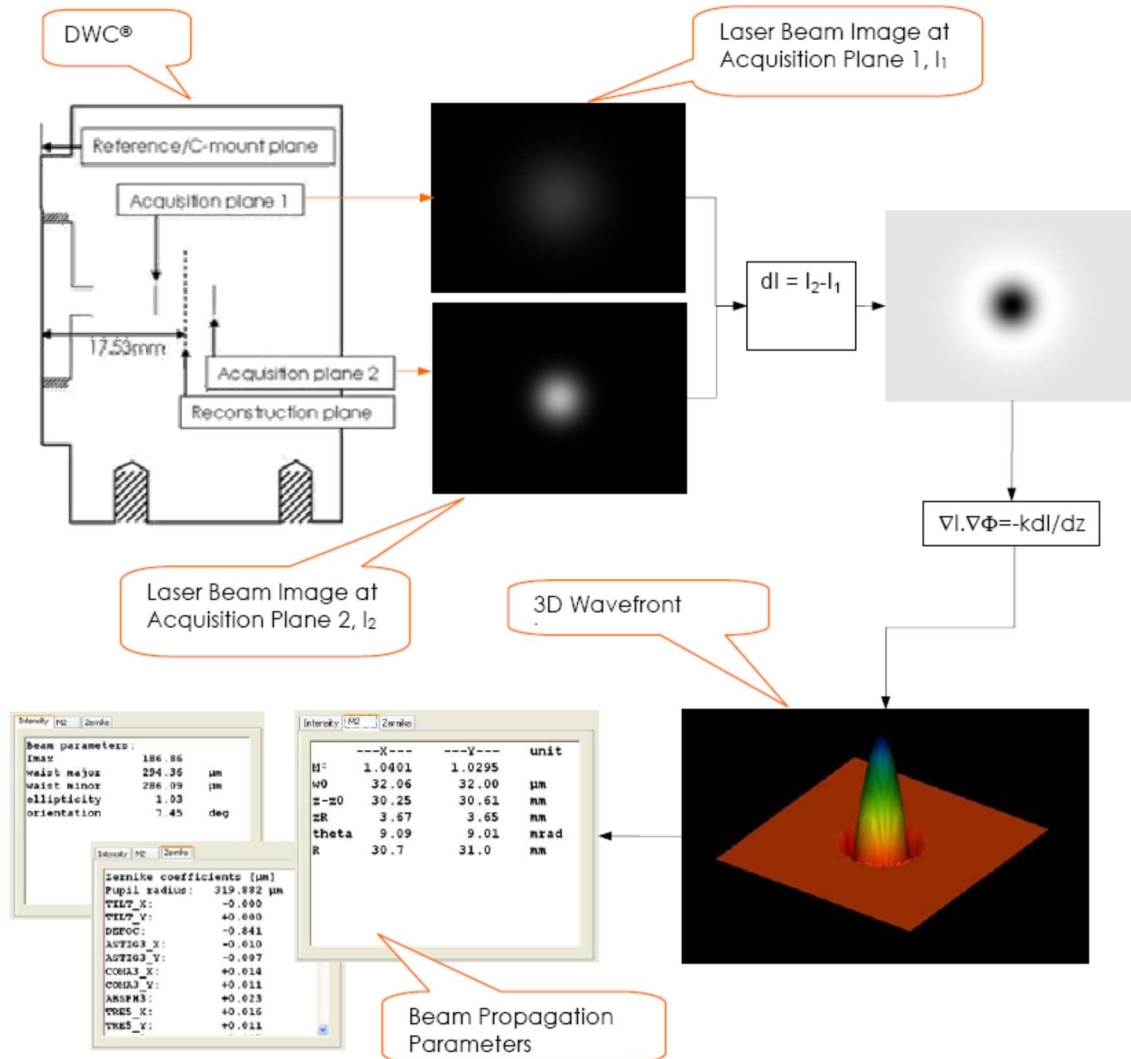 DWC®
Laser Beam Image at
Acquisition Plane 1, I₁
Reference/C-mount plane
Acquisition plane 1
17.53mm
Acquisition plane 2
Reconstruction plane
dI = I₂-I₁
∇I.∇Φ=-kdI/dz
Laser Beam Image at
Acquisition Plane 2, I₂
3D Wavefront
.
Intensity M2 Zernike
Beam parameters:
Imax 186.86
waist major 294.36 µm
waist minor 286.09 µm
ellipticity 1.03
orientation 7.45 deg
Intensity M2 Zernike
Zernike coefficients [µm]
Pupil radius: 319.882 µm
TILT_X: -0.000
TILT_Y: +0.000
DEFOC: -0.841
ASTIG3_X: -0.010
ASTIG3_Y: -0.007
COMA3_X: +0.014
COMA3_Y: +0.011
ABSPH3: +0.023
TRE5_X: +0.016
TRE5_Y: +0.011
Intensity M2 Zernike
---X--- ---Y--- unit
M² 1.0401 1.0295
w0 32.06 32.00 µm
z-z0 30.25 30.61 mm
zR 3.67 3.65 mm
theta 9.09 9.01 mrad
R 30.7 31.0 mm
Beam Propagation
Parameters